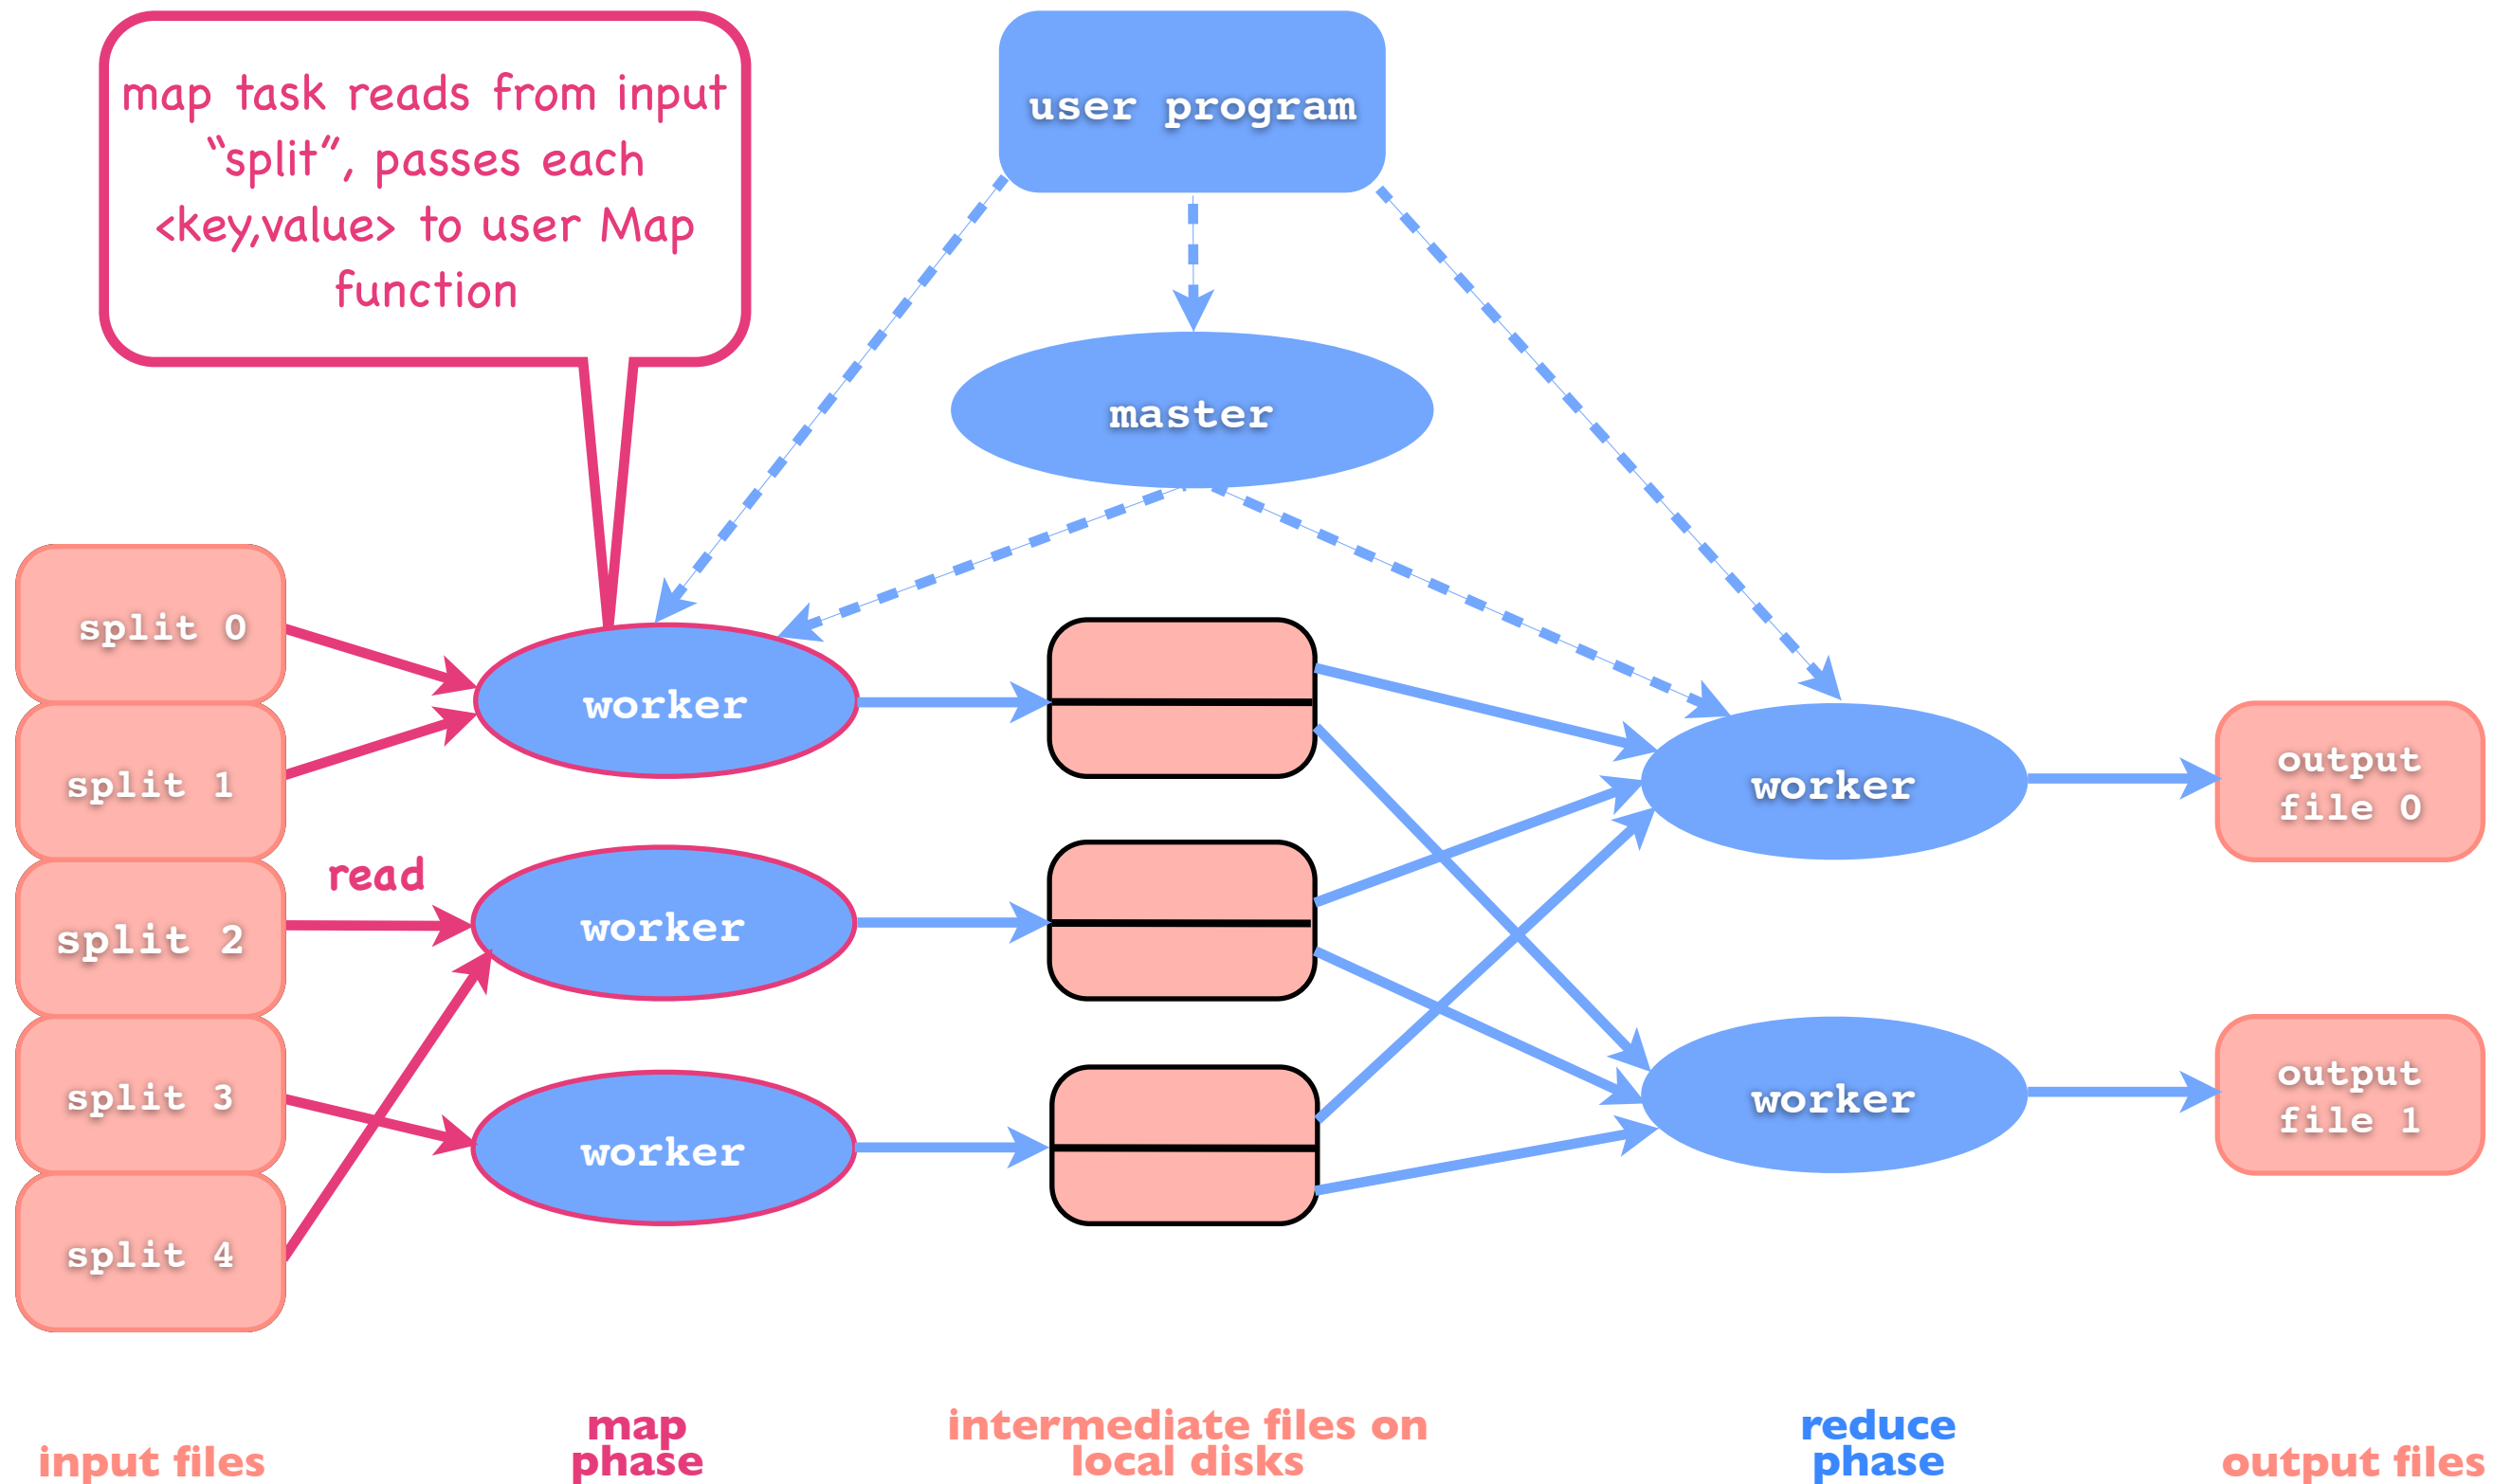 map task reads from input
“split”, passes each
<key,value> to user Map
function
user program
master
split 0
split 1
split 2
split 3
split 4
read
worker
worker
worker
worker
worker
output
file 0
output
file 1
input files
map
phase
intermediate files on
local disks
reduce
phase
output files